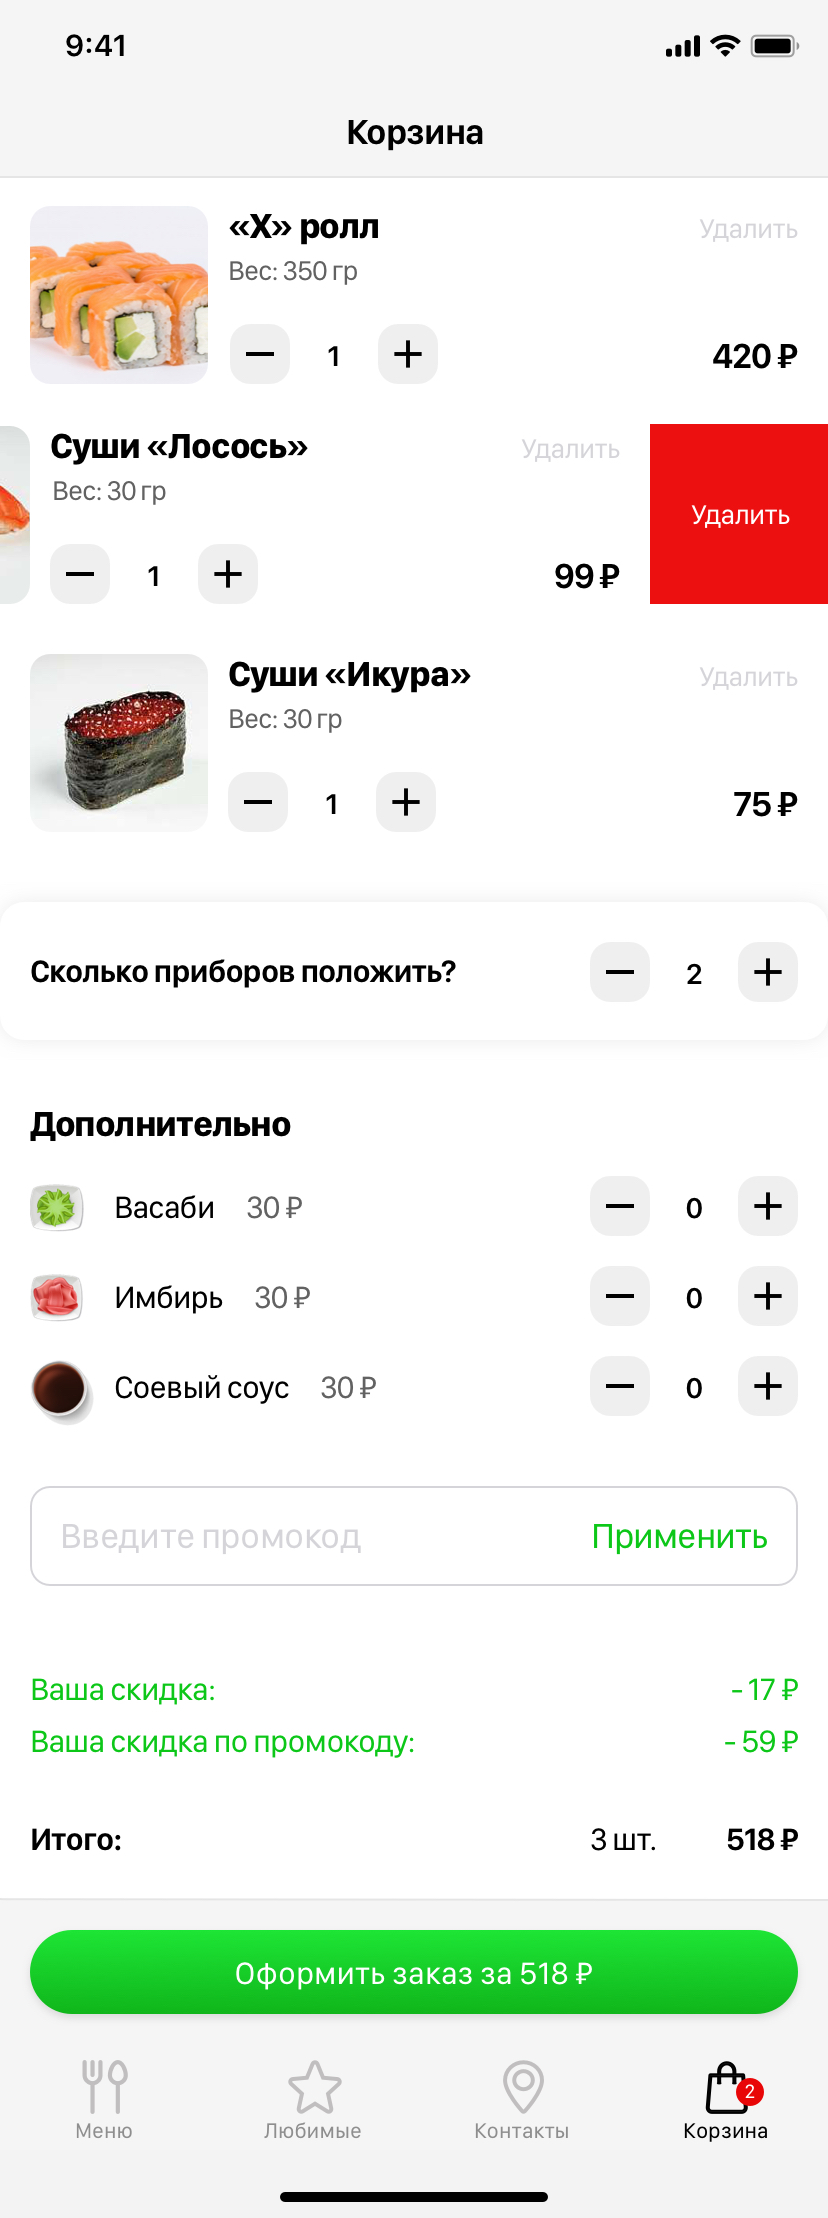 9:41
Корзина
«Х» ролл
Удалить
Вес: 350 гр
1
420 ₽
Суши «Лосось»
Удалить
Вес: 30 гр
Удалить
1
99 ₽
Суши «Икура»
Удалить
Вес: 30 гр
1
75 ₽
Сколько приборов положить?
2
Дополнительно
Васаби 30 ₽
0
Имбирь 30 ₽
0
Соевый соус 30 ₽
0
Введите промокод
Применить
Ваша скидка: - 17 ₽
Ваша скидка по промокоду: - 59 ₽
Итого: 3 шт. 518 ₽
Оформить заказ за 518 ₽
2
Меню
Любимые
Контакты
Корзина